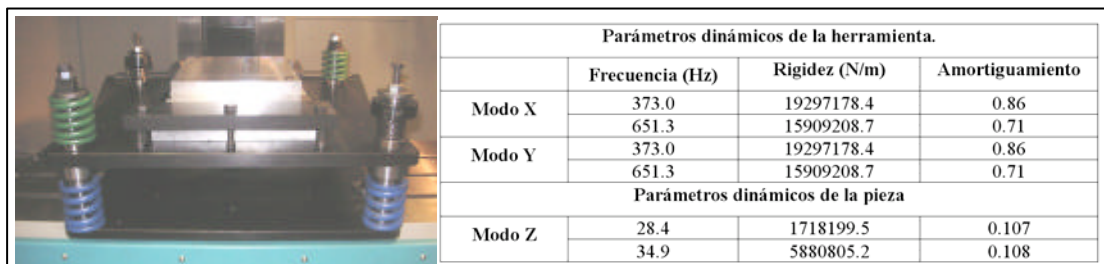 Parámetros dinámicos de la herramienta.
Frecuencia (Hz) Rigidez (N/m) Amortiguamiento
Modo X 373.0 19297178.4 0.86
651.3 15909208.7 0.71
Modo Y 373.0 19297178.4 0.86
651.3 15909208.7 0.71
Parámetros dinámicos de la pieza
Modo Z 28.4 1718199.5 0.107
34.9 5880805.2 0.108